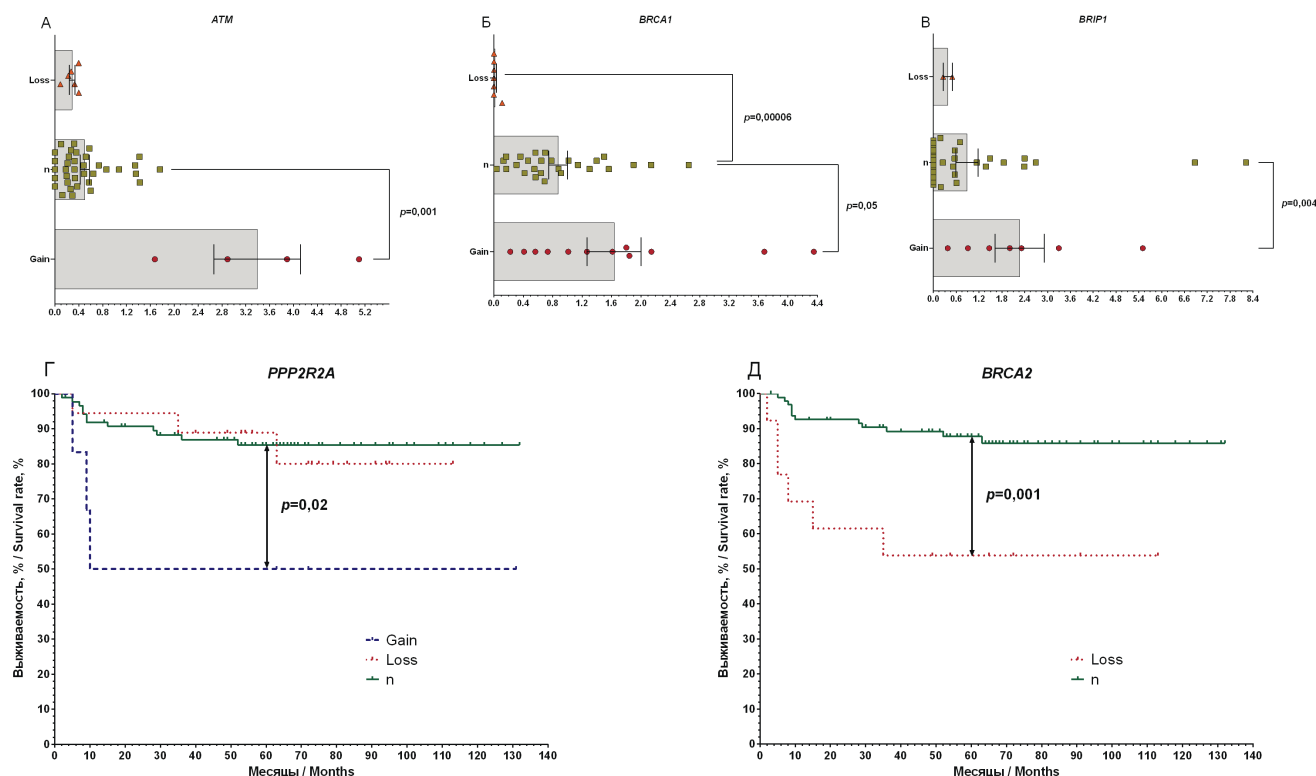 А
ATM
Loss
n
Gain
p=0,001
0.0 0.4 0.8 1.2 1.6 2.0 2.4 2.8 3.2 3.6 4.0 4.4 4.8 5.2
Б
BRCA1
Loss
n
Gain
p=0,00006
p=0,05
0.0 0.4 0.8 1.2 1.6 2.0 2.4 2.8 3.2 3.6 4.0 4.4
В
BRIP1
Loss
n
Gain
p=0,004
0.0 0.6 1.2 1.8 2.4 3.0 3.6 4.2 4.8 5.4 6.0 6.6 7.2 7.8 8.4
Г
PPP2R2A
Выживаемость, % / Survival rate, %
100
90
80
70
60
50
40
30
20
10
0
p=0,02
Gain
Loss
n
0 10 20 30 40 50 60 70 80 90 100 110 120 130 140
Месяцы / Months
Д
BRCA2
Выживаемость, % / Survival rate, %
100
90
80
70
60
50
40
30
20
10
0
p=0,001
Loss
n
0 10 20 30 40 50 60 70 80 90 100 110 120 130 140
Месяцы / Months